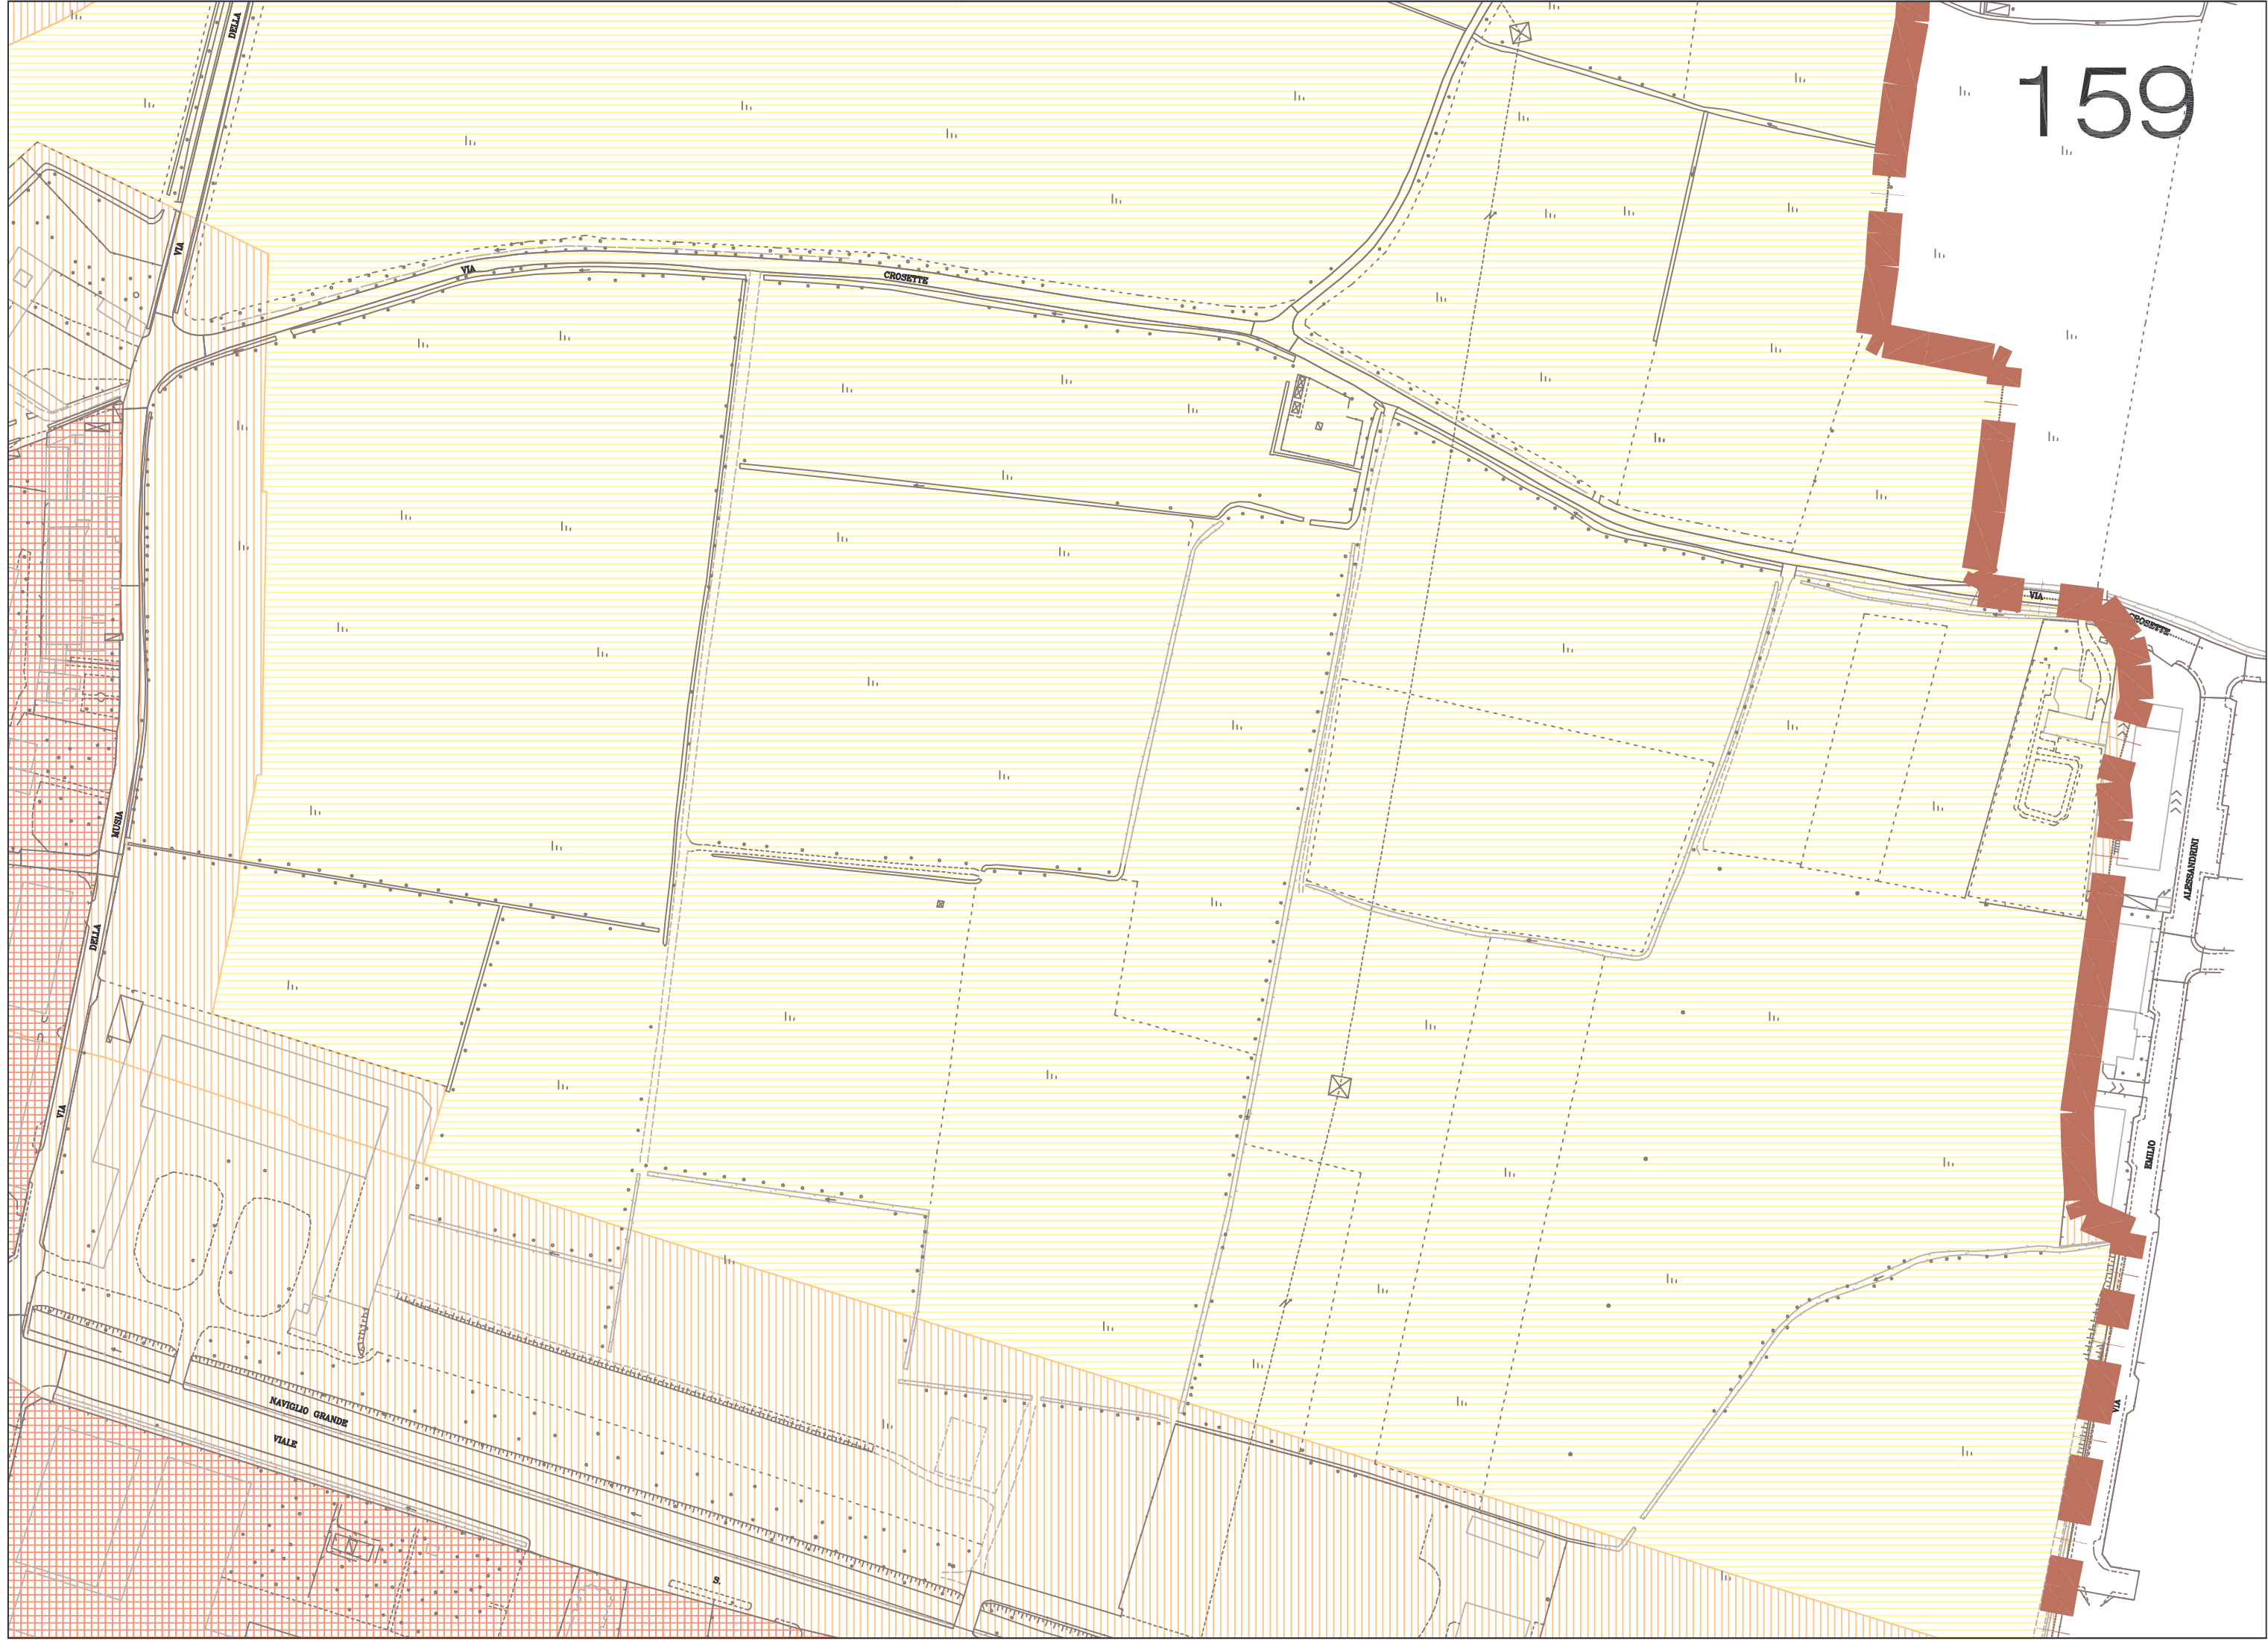 DELLA
159
VIA
VIA
CROSETTE
VIA
CROSETTE
MUSIA
ALESSANDRINI
DELLA
VIA
EMILIO
NAVIGLIO GRANDE
VIA
VIALE
S.